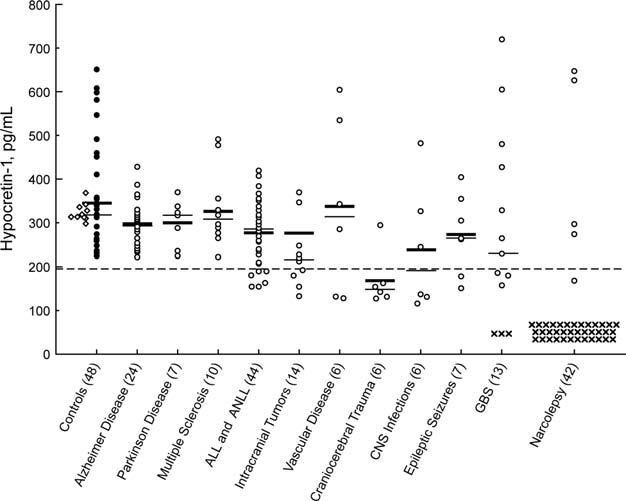 Hypocretin-1, pg/mL
800
700
600
500
400
300
200
100
0
Controls (48)
Alzheimer Disease (24)
Parkinson Disease (7)
Multiple Sclerosis (10)
ALL and ANLL (44)
Intracranial Tumors (14)
Vascular Disease (6)
Craniocerebral Trauma (6)
CNS Infections (6)
Epileptic Seizures (7)
GBS (13)
Narcolepsy (42)